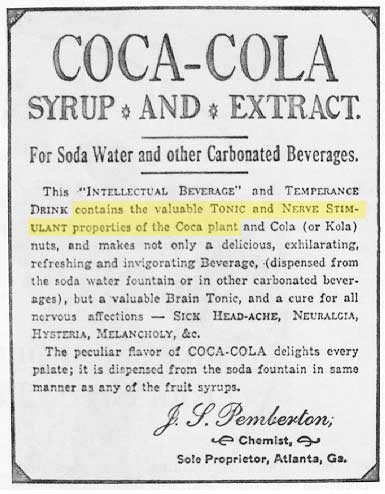 COCA-COLA
SYRUP * AND * EXTRACT.
For Soda Water and other Carbonated Beverages.
This "INTELLECTUAL BEVERAGE" and TEMPERANCE
DRINK contains the valuable TONIC and NERVE STIM-
ULANT properties of the Coca plant and Cola (or Kola)
nuts, and makes not only a delicious, exhilarating,
refreshing and invigorating Beverage, (dispensed from
the soda water fountain or in other carbonated bever-
ages), but a valuable Brain Tonic, and a cure for all
nervous affections — SICK HEAD-ACHE, NEURALGIA,
HYSTERIA, MELANCHOLY, &c.
The peculiar flavor of COCA-COLA delights every
palate; it is dispensed from the soda fountain in same
manner as any of the fruit syrups.
J. S. Pemberton;
Chemist,
Sole Proprietor, Atlanta, Ga.